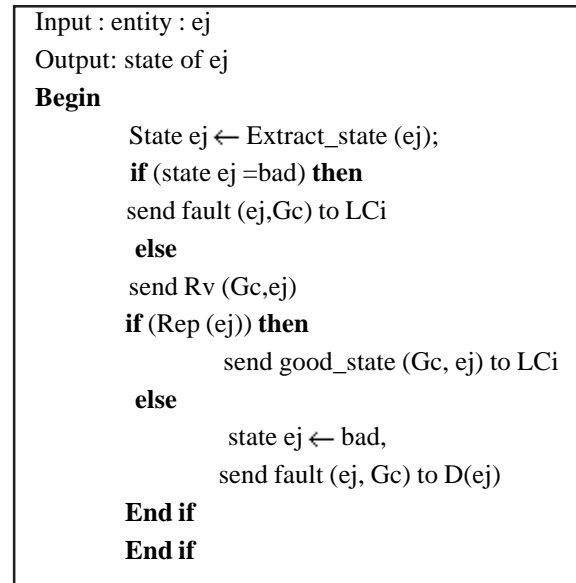 Input : entity : ej
Output: state of ej
Begin
State ej ← Extract_state (ej);
if (state ej =bad) then
send fault (ej,Gc) to LCi
else
send Rv (Gc,ej)
if (Rep (ej)) then
send good_state (Gc, ej) to LCi
else
state ej ← bad,
send fault (ej, Gc) to D(ej)
End if
End if